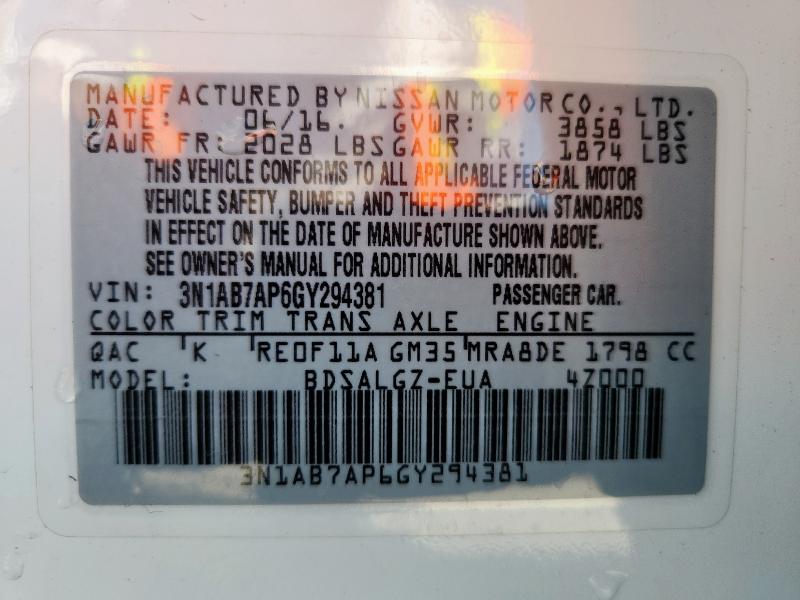 MANUFACTURED BY NISSAN MOTOR CO., LTD.
DATE: 06/16. GVWR: 3858 LBS
GAWR FR: 2028 LBS GAWR RR: 1874 LBS
THIS VEHICLE CONFORMS TO ALL APPLICABLE FEDERAL MOTOR
VEHICLE SAFETY, BUMPER AND THEFT PREVENTION STANDARDS
IN EFFECT ON THE DATE OF MANUFACTURE SHOWN ABOVE.
SEE OWNER'S MANUAL FOR ADDITIONAL INFORMATION.
VIN: 3N1AB7AP6GY294381 PASSENGER CAR.
COLOR TRIM TRANS AXLE ENGINE
QAC K RE0F11A GM35 MRA8DE 1798 CC
MODEL: BDSALGZ-EUA 4Z000
3N1AB7AP6GY294381